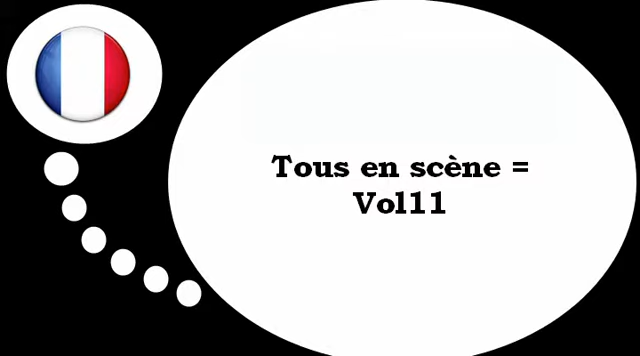 Tous en scène =
Vol11